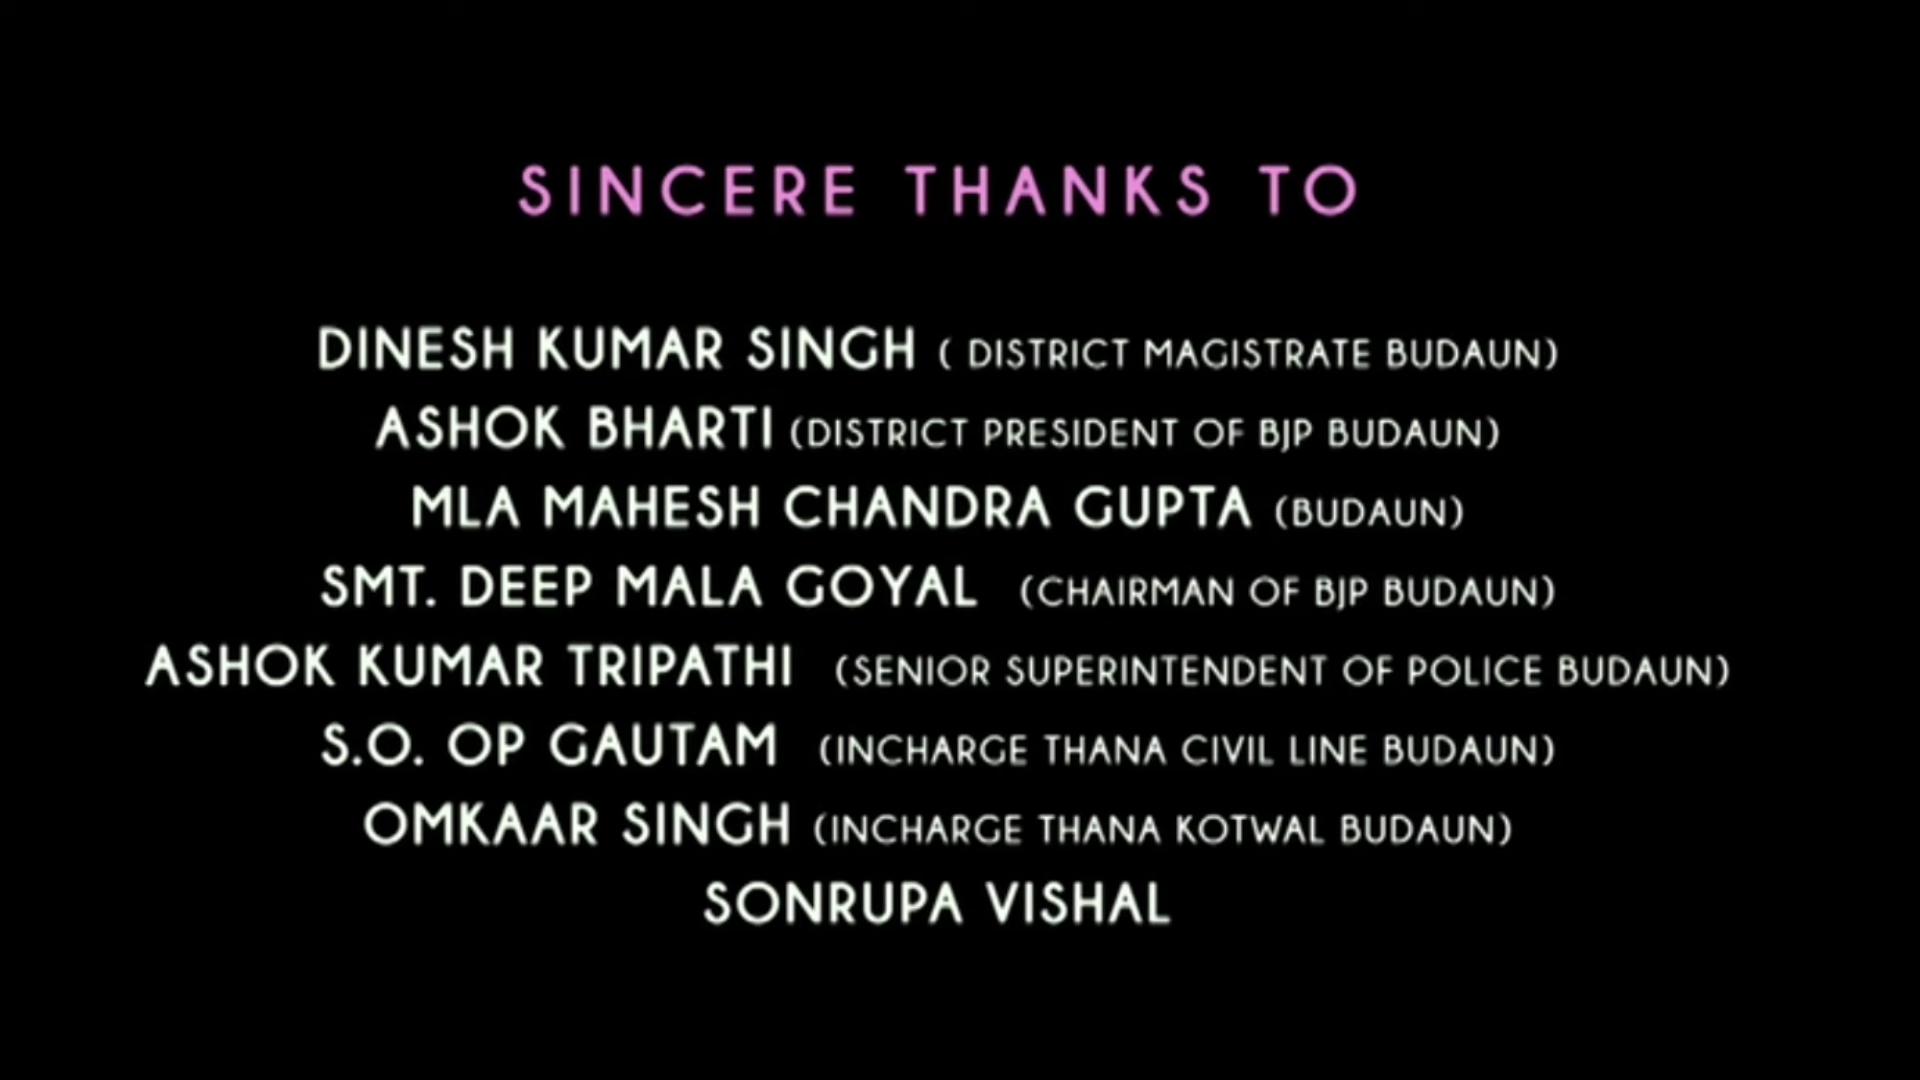 SINCERE THANKS TO
DINESH KUMAR SINGH ( DISTRICT MAGISTRATE BUDAUN)
ASHOK BHARTI (DISTRICT PRESIDENT OF BJP BUDAUN)
MLA MAHESH CHANDRA GUPTA (BUDAUN)
SMT. DEEP MALA GOYAL (CHAIRMAN OF BJP BUDAUN)
ASHOK KUMAR TRIPATHI (SENIOR SUPERINTENDENT OF POLICE BUDAUN)
S.O. OP GAUTAM (INCHARGE THANA CIVIL LINE BUDAUN)
OMKAAR SINGH (INCHARGE THANA KOTWAL BUDAUN)
SONRUPA VISHAL